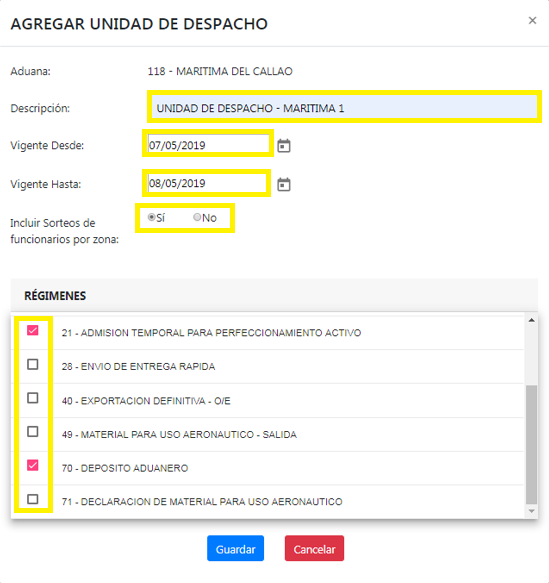 AGREGAR UNIDAD DE DESPACHO ×
Aduana: 118 - MARITIMA DEL CALLAO
Descripción: UNIDAD DE DESPACHO - MARITIMA 1
Vigente Desde: 07/05/2019
Vigente Hasta: 08/05/2019
Incluir Sorteos de funcionarios por zona: Sí No
RÉGIMENES
21 - ADMISION TEMPORAL PARA PERFECCIONAMIENTO ACTIVO
28 - ENVIO DE ENTREGA RAPIDA
40 - EXPORTACION DEFINITIVA - O/E
49 - MATERIAL PARA USO AERONAUTICO - SALIDA
70 - DEPOSITO ADUANERO
71 - DECLARACION DE MATERIAL PARA USO AERONAUTICO
Guardar Cancelar